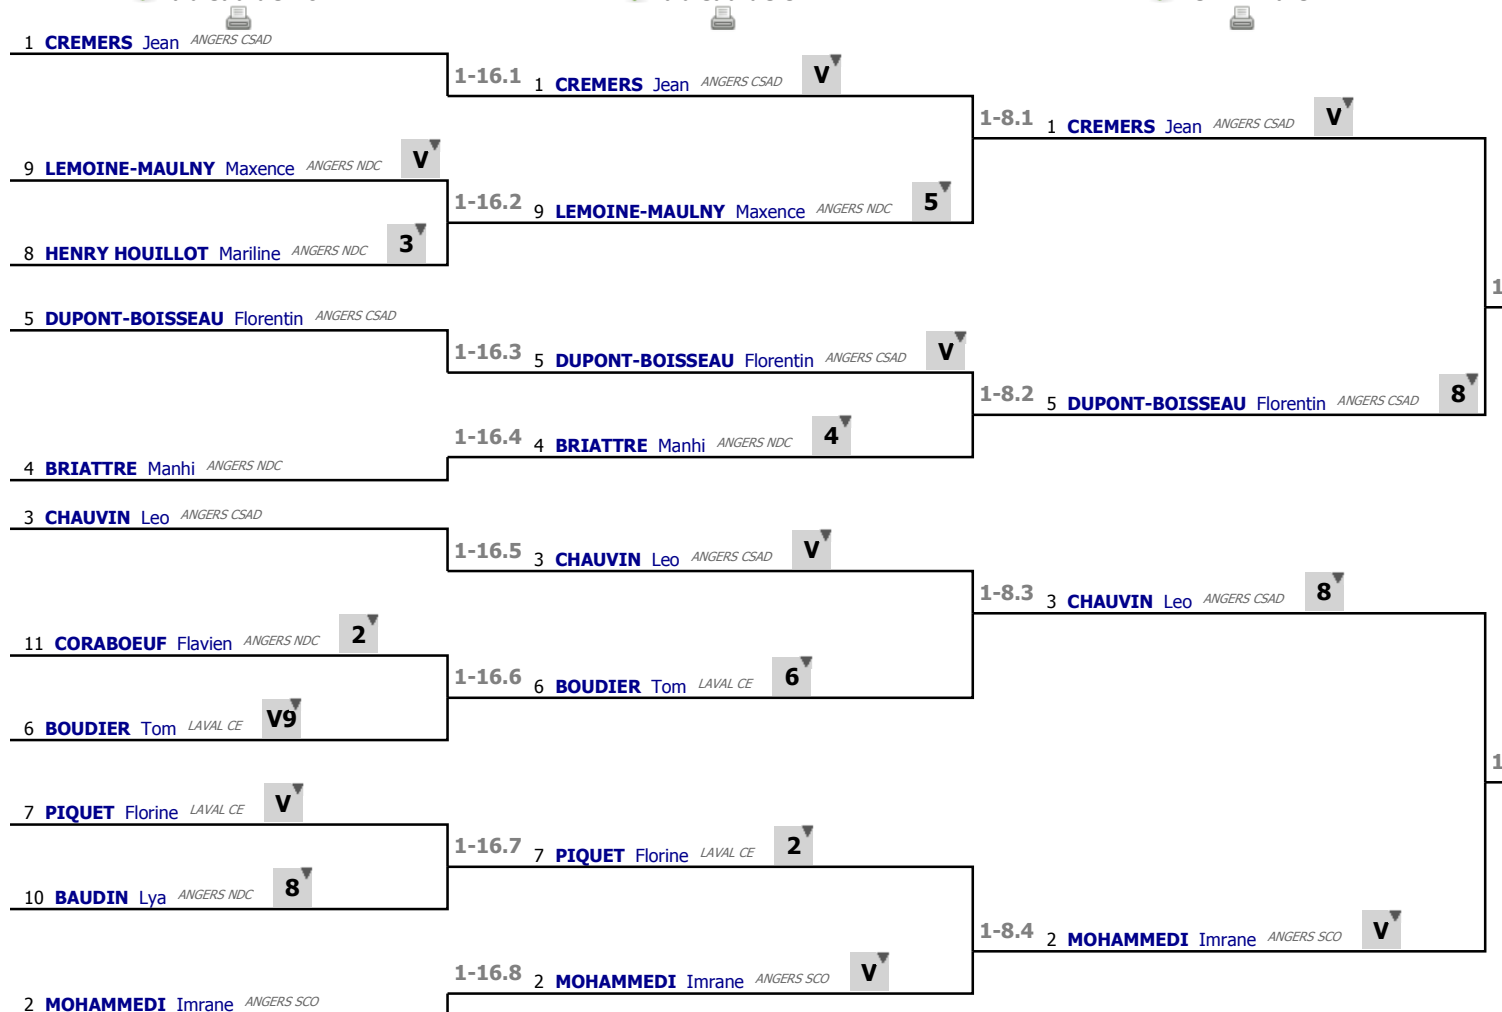 1 CREMERS Jean ANGERS CSAD
1-16.1 1 CREMERS Jean ANGERS CSAD V
1-8.1 1 CREMERS Jean ANGERS CSAD V
9 LEMOINE-MAULNY Maxence ANGERS NDC V
1-16.2 9 LEMOINE-MAULNY Maxence ANGERS NDC 5
8 HENRY HOUILLOT Mariline ANGERS NDC 3
1
5 DUPONT-BOISSEAU Florentin ANGERS CSAD
1-16.3 5 DUPONT-BOISSEAU Florentin ANGERS CSAD V
1-8.2 5 DUPONT-BOISSEAU Florentin ANGERS CSAD 8
1-16.4 4 BRIATTRE Manhi ANGERS NDC 4
4 BRIATTRE Manhi ANGERS NDC
3 CHAUVIN Leo ANGERS CSAD
1-16.5 3 CHAUVIN Leo ANGERS CSAD V
1-8.3 3 CHAUVIN Leo ANGERS CSAD 8
11 CORABOEUF Flavien ANGERS NDC 2
1-16.6 6 BOUDIER Tom LAVAL CE 6
6 BOUDIER Tom LAVAL CE V9
1
7 PIQUET Florine LAVAL CE V
1-16.7 7 PIQUET Florine LAVAL CE 2
10 BAUDIN Lya ANGERS NDC 8
1-8.4 2 MOHAMMEDI Imrane ANGERS SCO V
1-16.8 2 MOHAMMEDI Imrane ANGERS SCO V
2 MOHAMMEDI Imrane ANGERS SCO